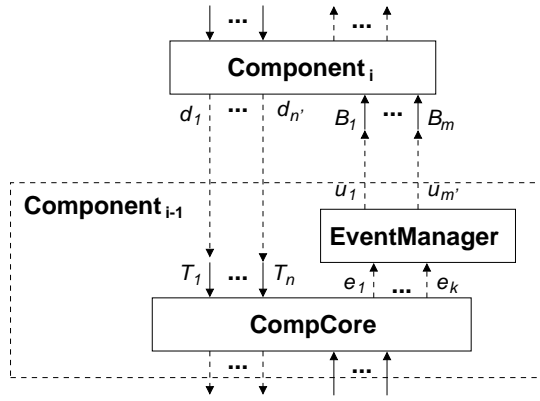 ... ...
Component i
d1 ... dn' B1 ... Bm
u1 um'
Component i-1
EventManager
T1 ... Tn e1 ... ek
CompCore
... ...